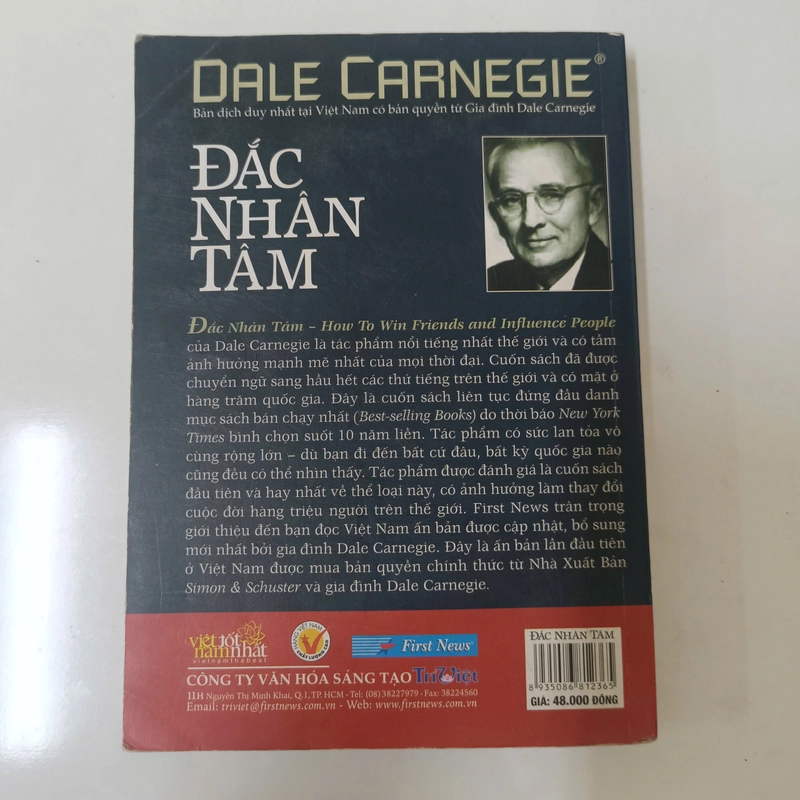 DALE CARNEGIE®
Bản dịch duy nhất tại Việt Nam có bản quyền từ Gia đình Dale Carnegie
ĐẮC
NHÂN
TÂM
Đắc Nhân Tâm – How To Win Friends and Influence People
của Dale Carnegie là tác phẩm nổi tiếng nhất thế giới và có tầm
ảnh hưởng mạnh mẽ nhất của mọi thời đại. Cuốn sách đã được
chuyển ngữ sang hầu hết các thứ tiếng trên thế giới và có mặt ở
hàng trăm quốc gia. Đây là cuốn sách liên tục đứng đầu danh
mục sách bán chạy nhất (Best-selling Books) do thời báo New York
Times bình chọn suốt 10 năm liền. Tác phẩm có sức lan tỏa vô
cùng rộng lớn – dù bạn đi đến bất cứ đâu, bất kỳ quốc gia nào
cũng đều có thể nhìn thấy. Tác phẩm được đánh giá là cuốn sách
đầu tiên và hay nhất về thể loại này, có ảnh hưởng làm thay đổi
cuộc đời hàng triệu người trên thế giới. First News trân trọng
giới thiệu đến bạn đọc Việt Nam ấn bản được cập nhật, bổ sung
mới nhất bởi gia đình Dale Carnegie. Đây là ấn bản lần đầu tiên
ở Việt Nam được mua bản quyền chính thức từ Nhà Xuất Bản
Simon & Schuster và gia đình Dale Carnegie.
việt tốt
nam nhất
vietnamthebest
HÀNG VIỆT NAM
CHẤT LƯỢNG CAO
First News
CÔNG TY VĂN HÓA SÁNG TẠO Trí Việt
11H Nguyễn Thị Minh Khai, Q.1, TP. HCM - Tel: (08) 38227979 - Fax: 38224560
Email: triviet@firstnews.com.vn - Web: www.firstnews.com.vn
ĐẮC NHÂN TÂM
8 935086 812365
GIÁ: 48.000 ĐỒNG